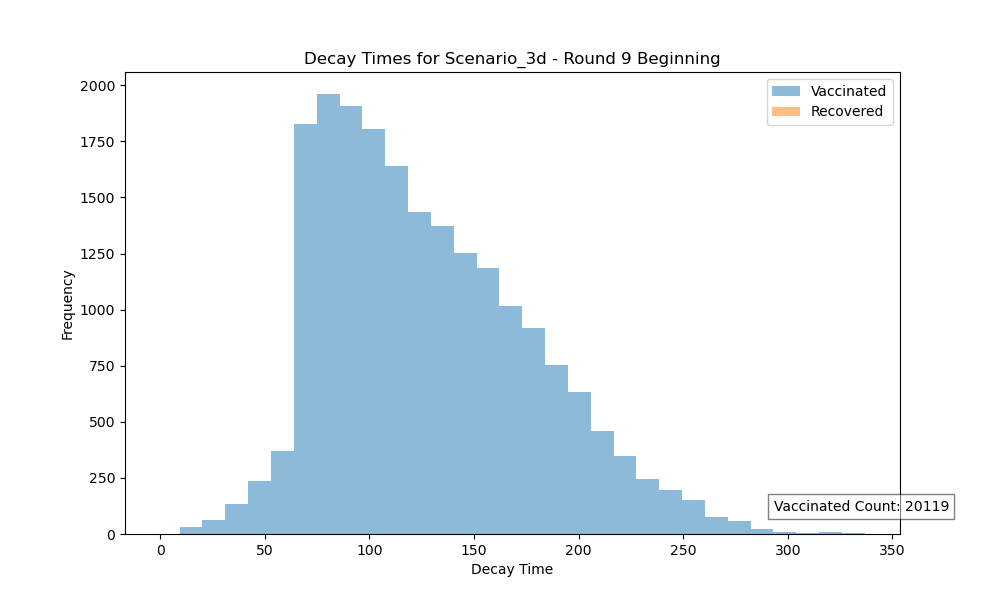 Decay Times for Scenario_3d - Round 9 Beginning
2000
1750
1500
1250
1000
750
500
250
0
Frequency
Vaccinated
Recovered
Vaccinated Count: 20119
0
50
100
150
200
250
300
350
Decay Time